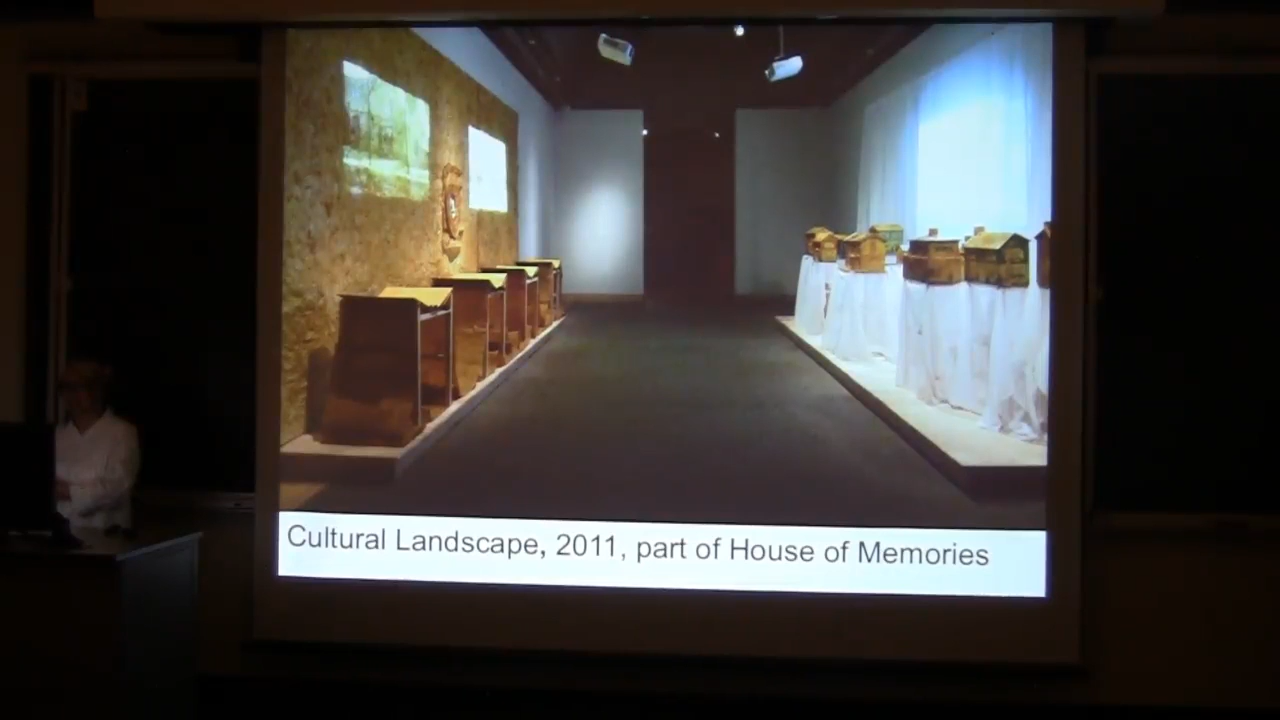 Cultural Landscape, 2011, part of House of Memories